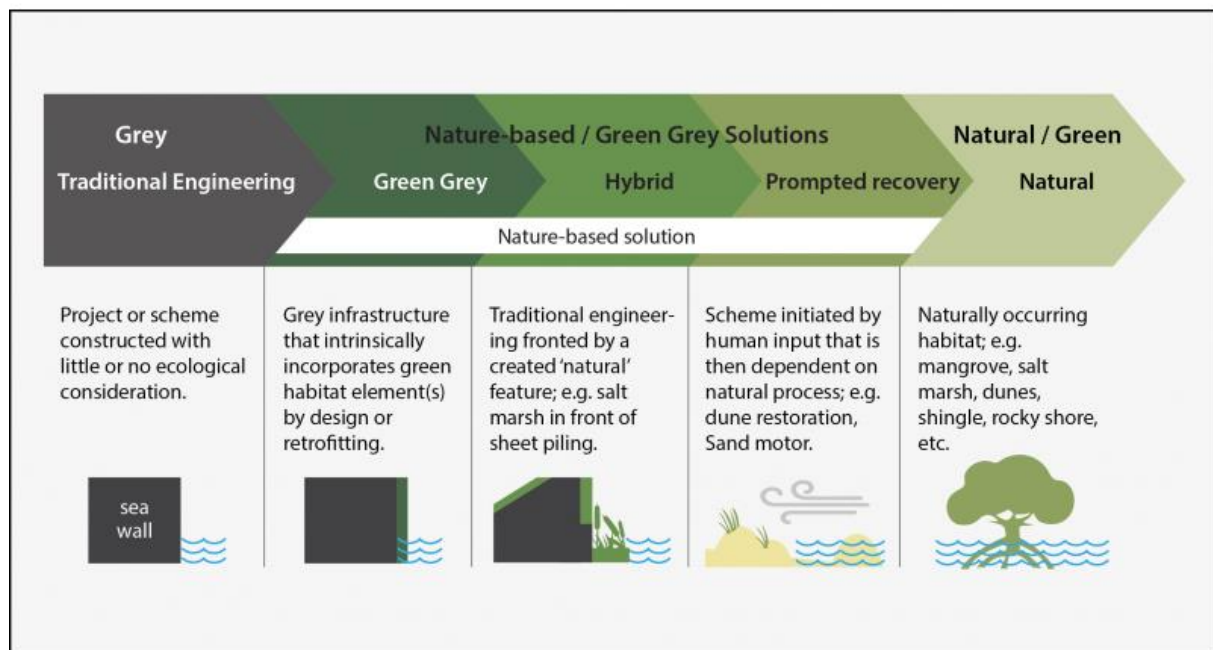 Grey
Nature-based / Green Grey Solutions
Natural / Green
Traditional Engineering
Green Grey
Hybrid
Prompted recovery
Natural
Nature-based solution
Project or scheme
constructed with
little or no ecological
consideration.
Grey infrastructure
that intrinsically
incorporates green
habitat element(s)
by design or
retrofitting.
Traditional engineer-
ing fronted by a
created ‘natural’
feature; e.g. salt
marsh in front of
sheet piling.
Scheme initiated by
human input that is
then dependent on
natural process; e.g.
dune restoration,
Sand motor.
Naturally occurring
habitat; e.g.
mangrove, salt
marsh, dunes,
shingle, rocky shore,
etc.
sea
wall